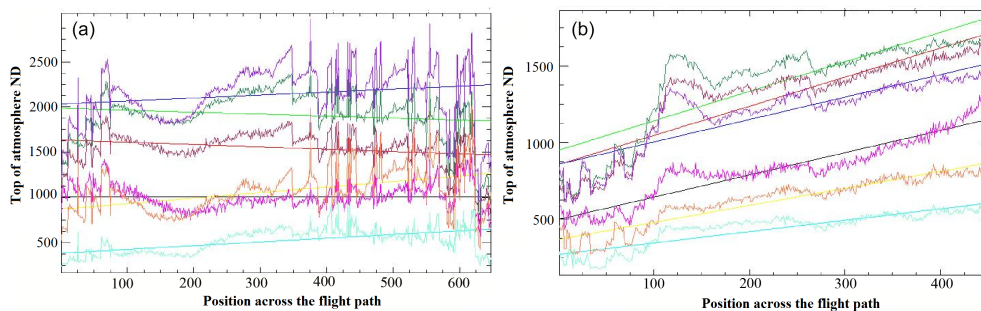 (a)
Top of atmosphere ND
2500
2000
1500
1000
500
100 200 300 400 500 600
Position across the flight path
(b)
Top of atmosphere ND
1500
1000
500
100 200 300 400
Position across the flight path